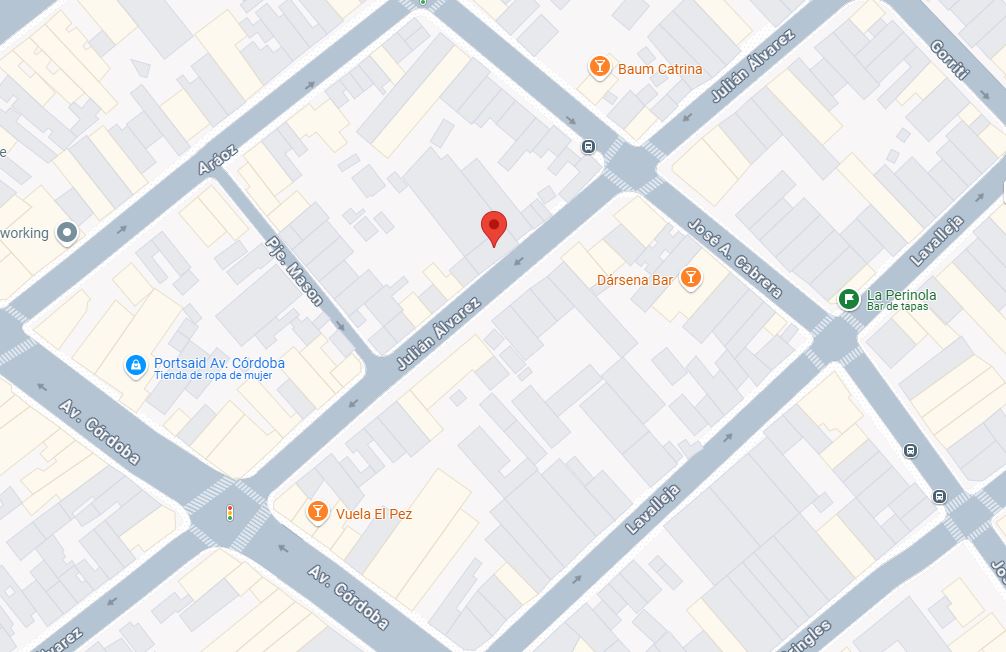 Baum Catrina
Julián Álvarez
Gorriti
Aráoz
working
Pje. Mason
José A. Cabrera
Lavalleja
Dársena Bar
La Perinola
Bar de tapas
Julián Álvarez
Portsaid Av. Córdoba
Tienda de ropa de mujer
Av. Córdoba
Vuela El Pez
Lavalleja
Av. Córdoba